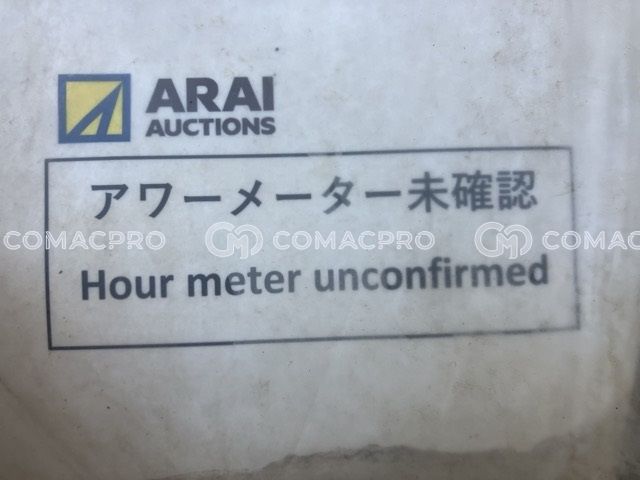 ARAI
AUCTIONS
アワーメーター未確認
COMACPRO COMACPRO COMAC
Hour meter unconfirmed